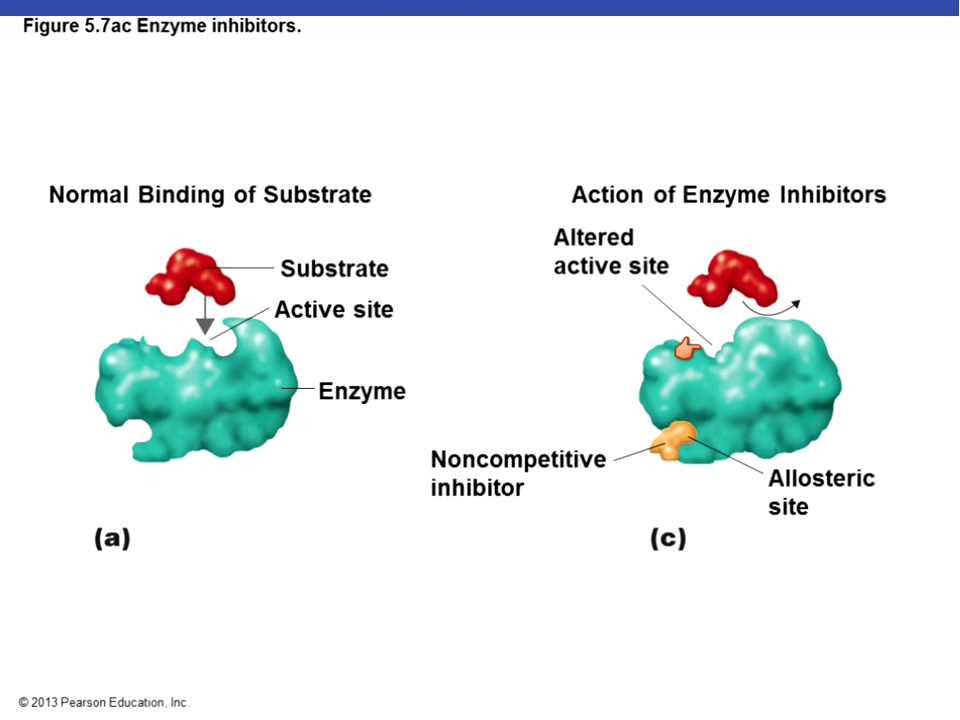 Figure 5.7ac Enzyme inhibitors.
Normal Binding of Substrate
Substrate
Active site
Enzyme
(a)
Action of Enzyme Inhibitors
Altered
active site
Noncompetitive
inhibitor
Allosteric
site
(c)
© 2013 Pearson Education, Inc.